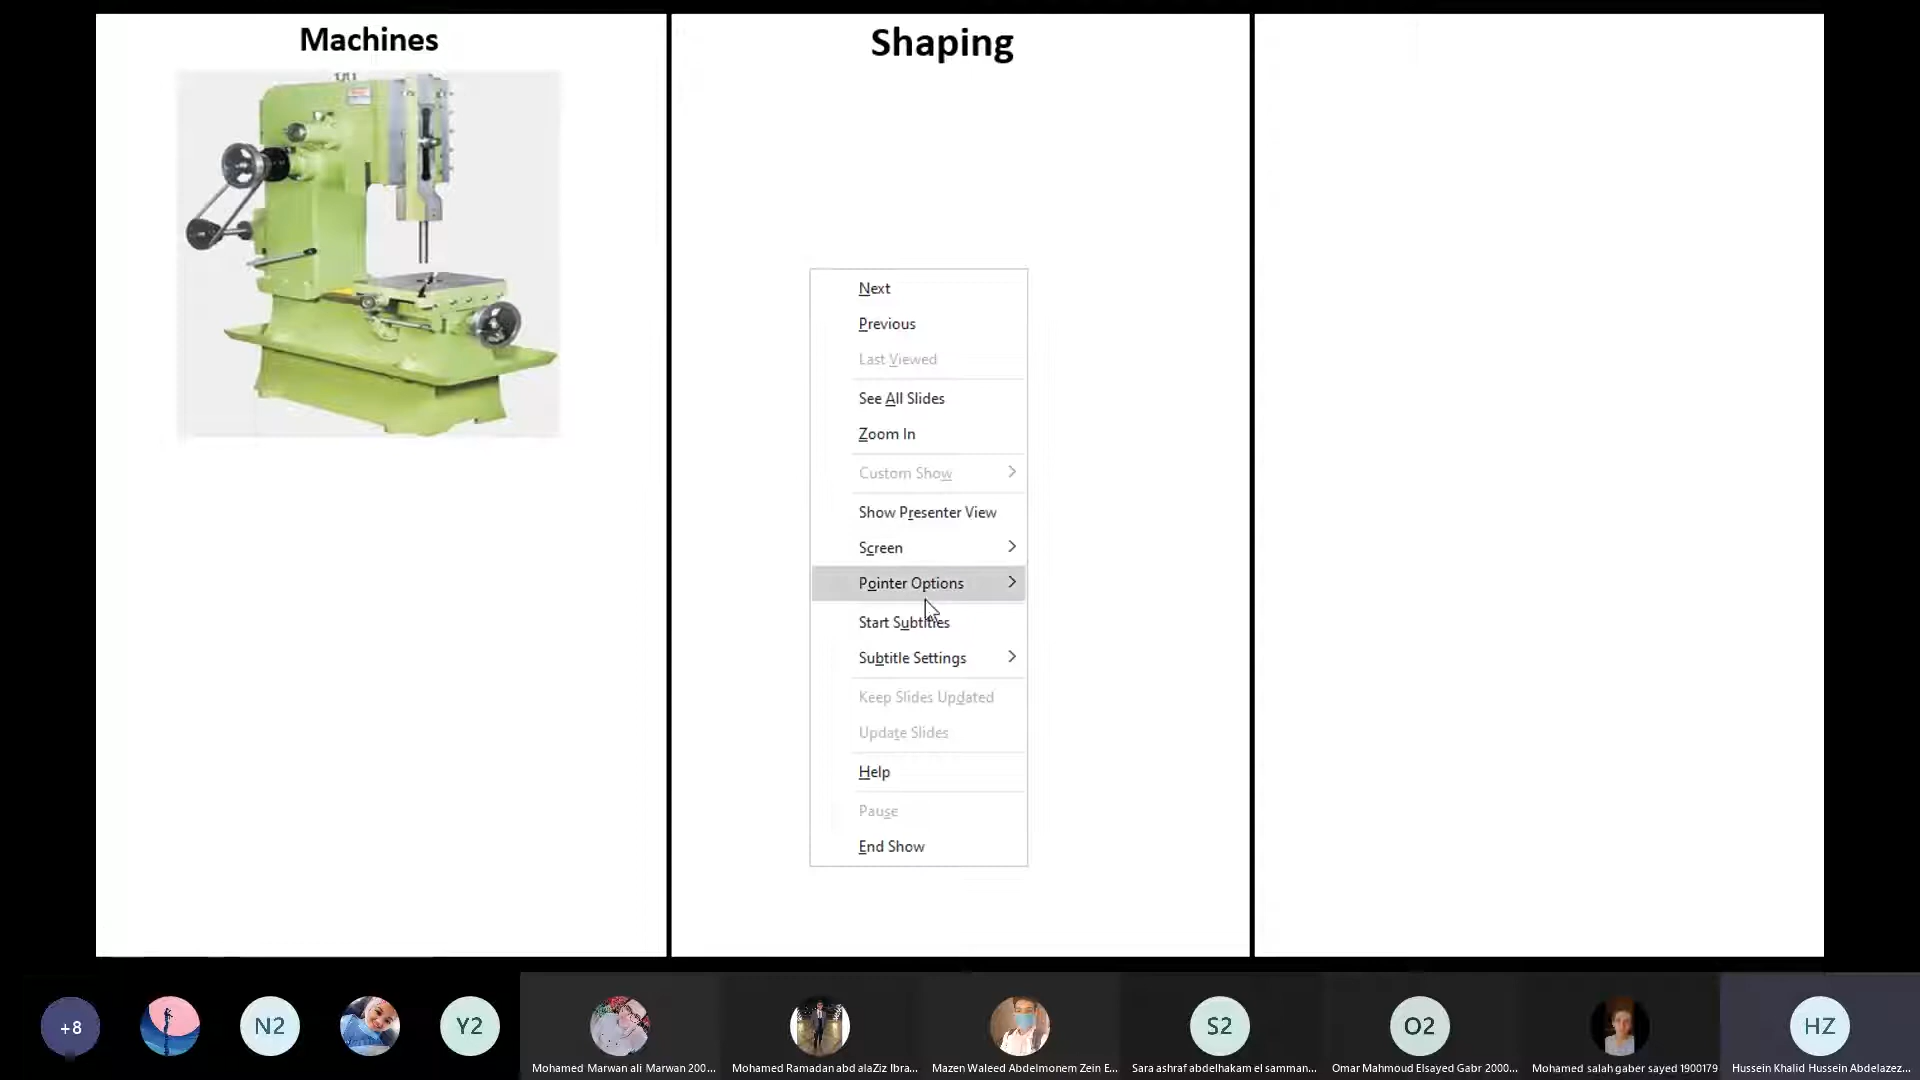 Machines
Shaping
Next
Previous
Last Viewed
See All Slides
Zoom In
Custom Show
Show Presenter View
Screen
Pointer Options
Start Subtitles
Subtitle Settings
Keep Slides Updated
Update Slides
Help
Pause
End Show
+8
N2
Y2
S2
O2
HZ
Mohamed Marwan ali Marwan 200...
Mohamed Ramadan abd alaZiz Ibra...
Mazen Waleed Abdelmonem Zein E...
Sara ashraf abdelhakam el samman...
Omar Mahmoud Elsayed Gabr 2000...
Mohamed salah gaber sayed 1900179
Hussein Khalid Hussein Abdelazez...